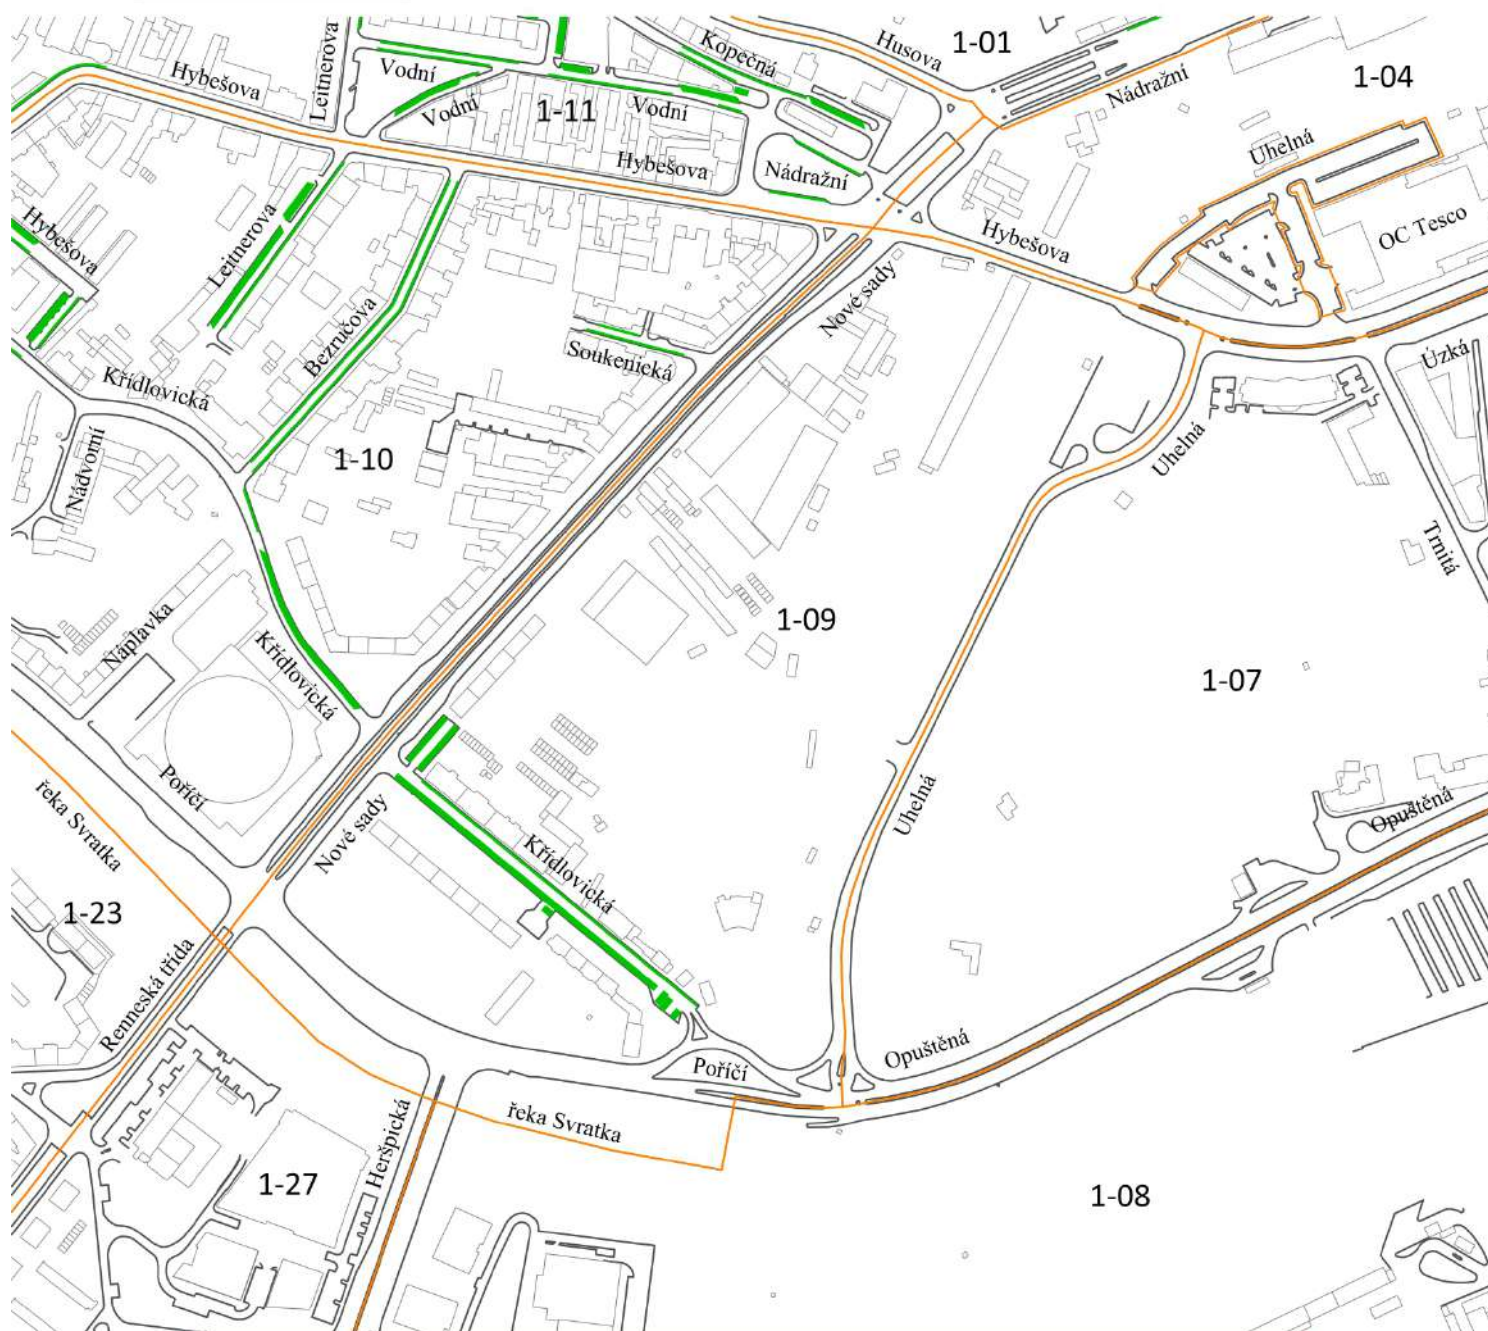 Husova
1-01
Kopečná
Leitnerova
Vodní
Hybešova
1-04
Nádražní
Vodní
1-11
Vodní
Uhelná
Hybešova
Nádražní
OC Tesco
Hybešova
Leitnerova
Hybešova
Nové sady
Bezručova
Soukenická
Úzká
Křídlovická
1-10
Uhelná
Nádvorní
Trnitá
1-09
Náplavka
Křídlovická
1-07
Poříčí
řeka Svratka
Uhelná
Opuštěná
Nové sady
Křídlovická
1-23
Renneská třída
Opuštěná
Poříčí
řeka Svratka
Heršpická
1-27
1-08